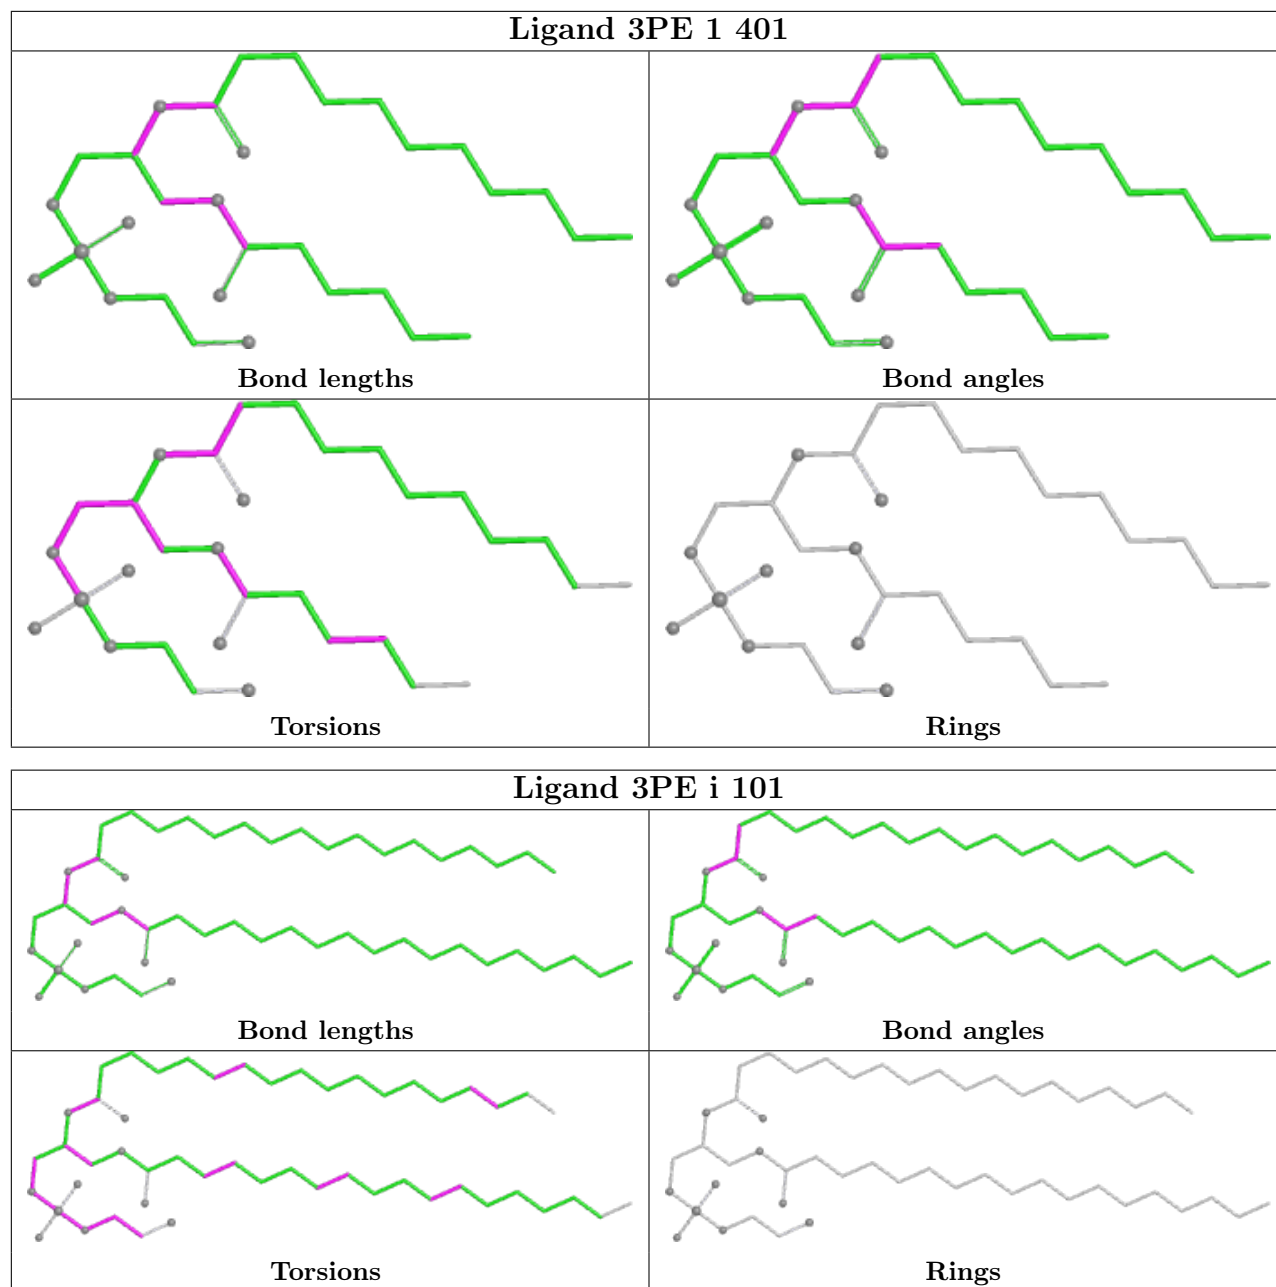 Ligand 3PE 1 401
Bond lengths
Bond angles
Torsions
Rings
Ligand 3PE i 101
Bond lengths
Bond angles
Torsions
Rings